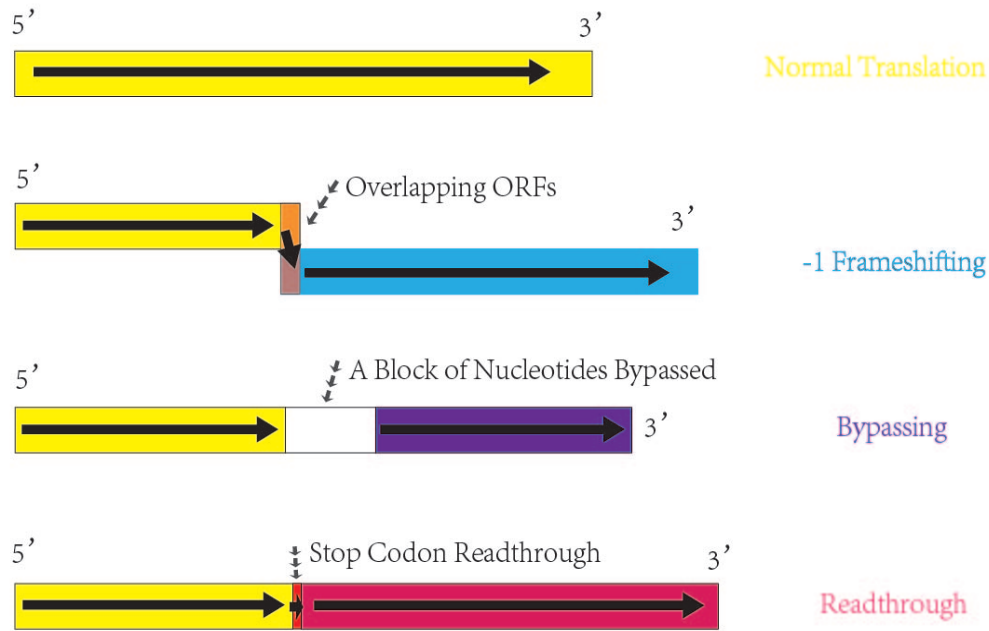 5’ 3’
Normal Translation
5’
Overlapping ORFs
3’
-1 Frameshifting
5’
A Block of Nucleotides Bypassed
3’
Bypassing
5’
Stop Codon Readthrough
3’
Readthrough